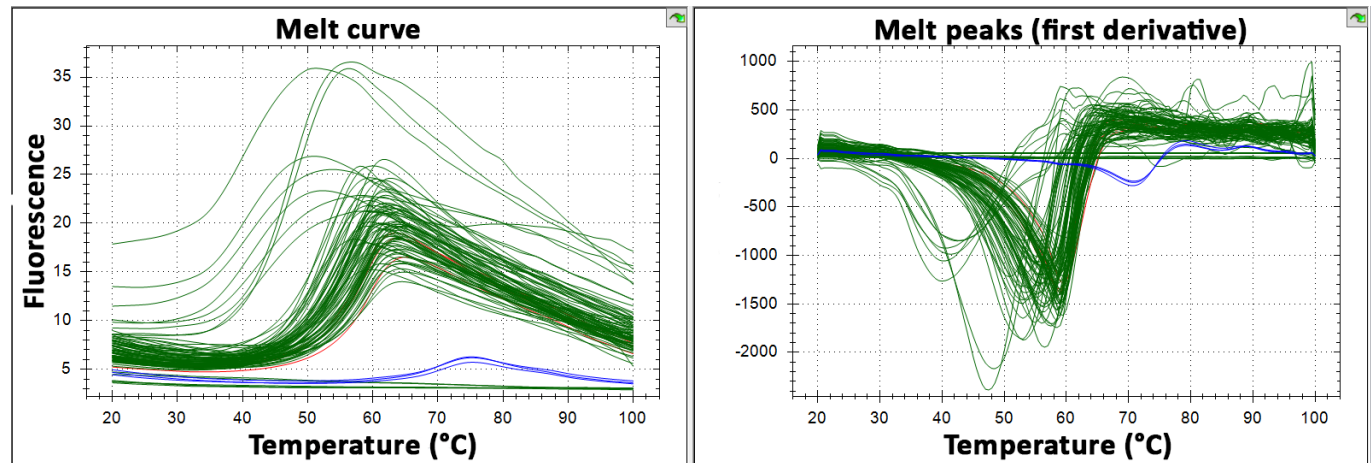 Melt curve
35
30
25
20
15
10
5
Fluorescence
20 30 40 50 60 70 80 90 100
Temperature (°C)
Melt peaks (first derivative)
1000
500
0
-500
-1000
-1500
-2000
20 30 40 50 60 70 80 90 100
Temperature (°C)